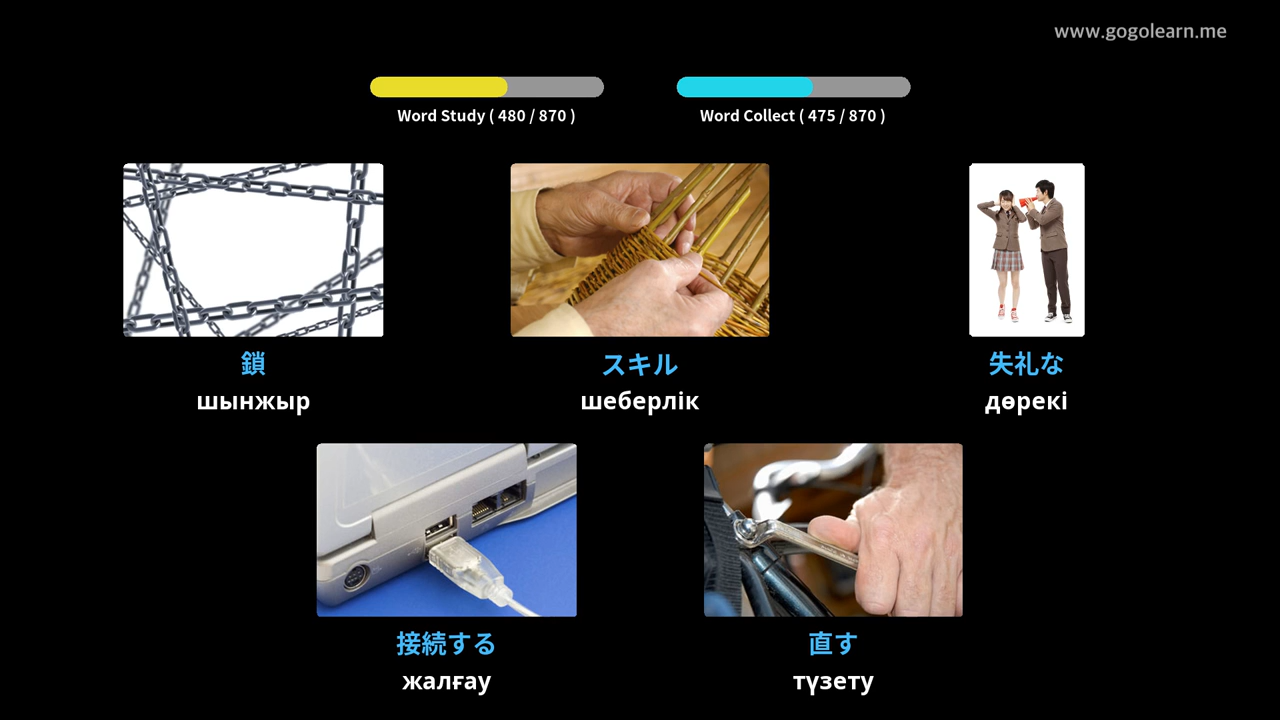 www.gogolearn.me
Word Study ( 480 / 870 )
Word Collect ( 475 / 870 )
鎖
шынжыр
スキル
шеберлік
失礼な
дөрекі
接続する
жалғау
直す
түзету